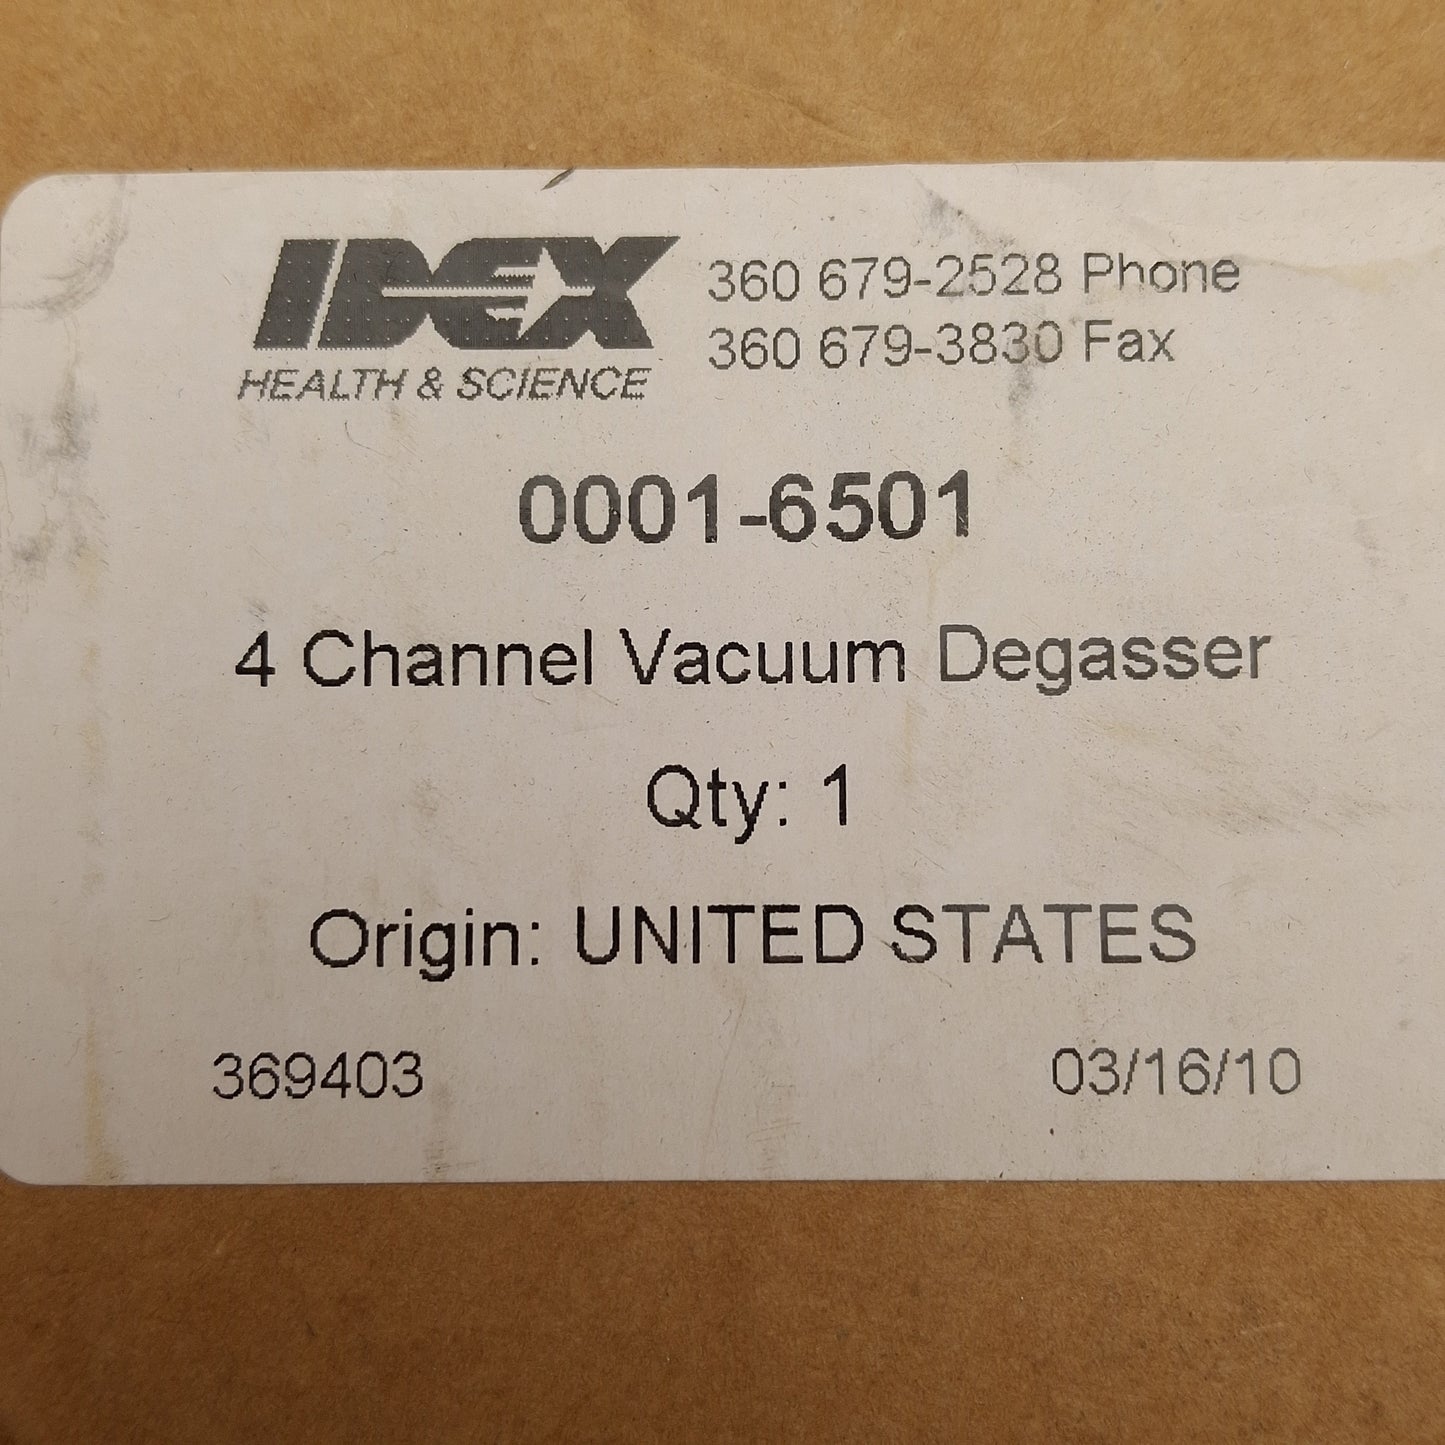 IDEX
HEALTH & SCIENCE
360 679-2528 Phone
360 679-3830 Fax
0001-6501
4 Channel Vacuum Degasser
Qty: 1
Origin: UNITED STATES
369403
03/16/10